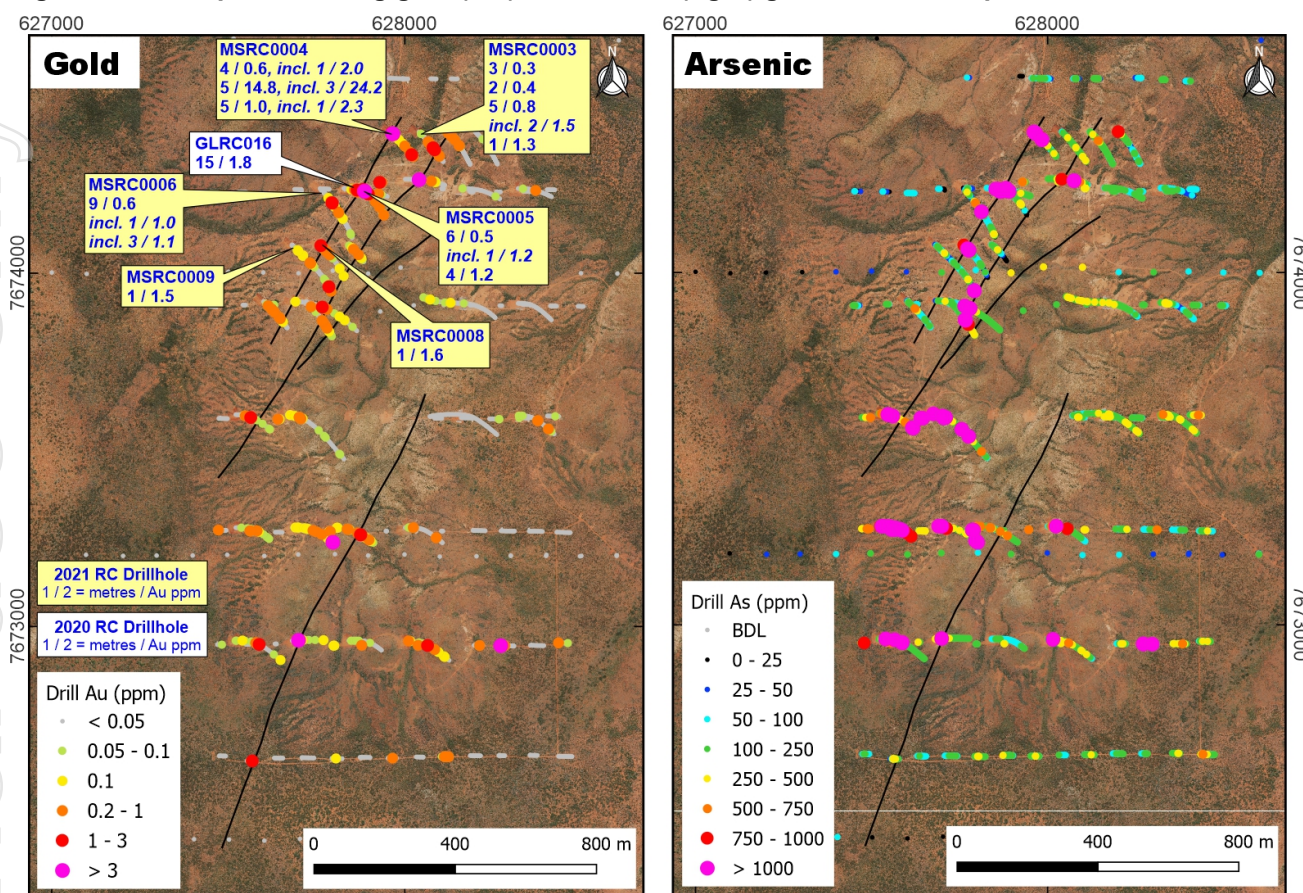 627000
628000
627000
628000
Gold
Arsenic
N
N
MSRC0004
4 / 0.6, incl. 1 / 2.0
5 / 14.8, incl. 3 / 24.2
5 / 1.0, incl. 1 / 2.3
MSRC0003
3 / 0.3
2 / 0.4
5 / 0.8
incl. 2 / 1.5
1 / 1.3
GLRC016
15 / 1.8
MSRC0006
9 / 0.6
incl. 1 / 1.0
incl. 3 / 1.1
MSRC0005
6 / 0.5
incl. 1 / 1.2
4 / 1.2
MSRC0009
1 / 1.5
MSRC0008
1 / 1.6
7674000
7674000
7673000
7673000
2021 RC Drillhole
1 / 2 = metres / Au ppm
2020 RC Drillhole
1 / 2 = metres / Au ppm
Drill Au (ppm)
< 0.05
0.05 - 0.1
0.1
0.2 - 1
1 - 3
> 3
0 400 800 m
Drill As (ppm)
BDL
0 - 25
25 - 50
50 - 100
100 - 250
250 - 500
500 - 750
750 - 1000
> 1000
0 400 800 m